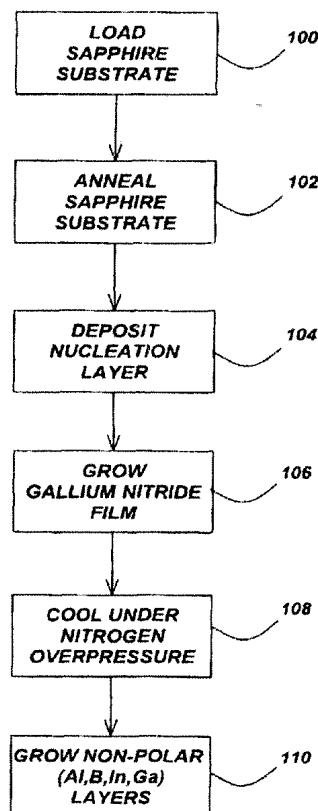 LOAD
SAPPHIRE
SUBSTRATE
100
ANNEAL
SAPPHIRE
SUBSTRATE
102
DEPOSIT
NUCLEATION
LAYER
104
GROW
GALLIUM NITRIDE
FILM
106
COOL UNDER
NITROGEN
OVERPRESSURE
108
GROW NON-POLAR
(Al,B,In,Ga)
LAYERS
110